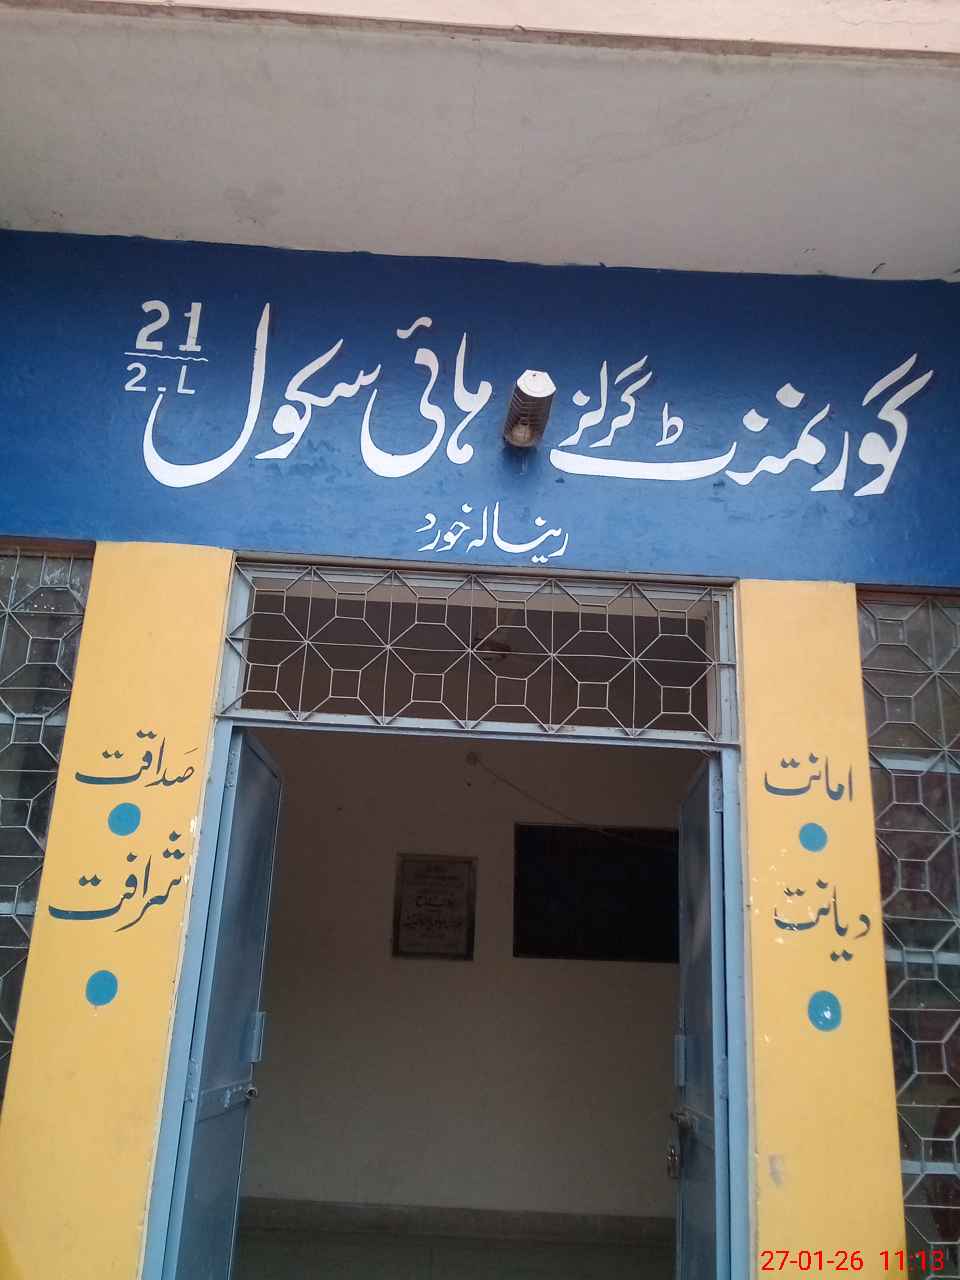 گورنمنٹ گرلز ہائی سکول 21/2.L
رینالہ خورد
امانت
دیانت
صداقت
شرافت
27-01-26 11:13